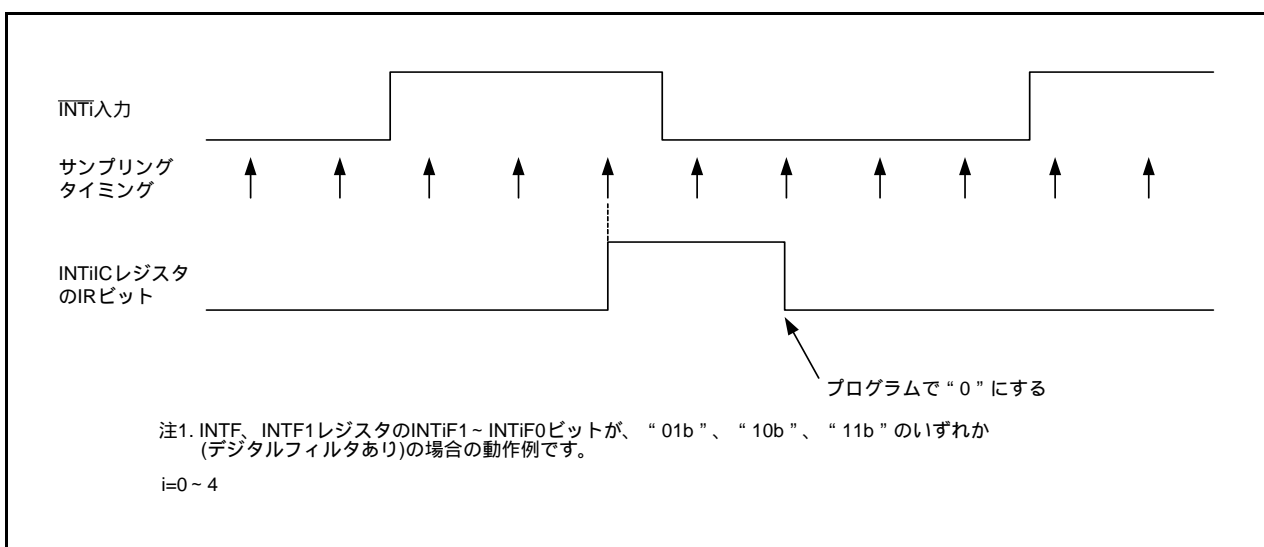 INTi入力
サンプリング
タイミング
INTiICレジスタ
のIRビット
プログラムで“0”にする
注1. INTF、INTF1レジスタのINTiF1~INTiF0ビットが、“01b”、“10b”、“11b”のいずれか
(デジタルフィルタあり)の場合の動作例です。
i=0~4